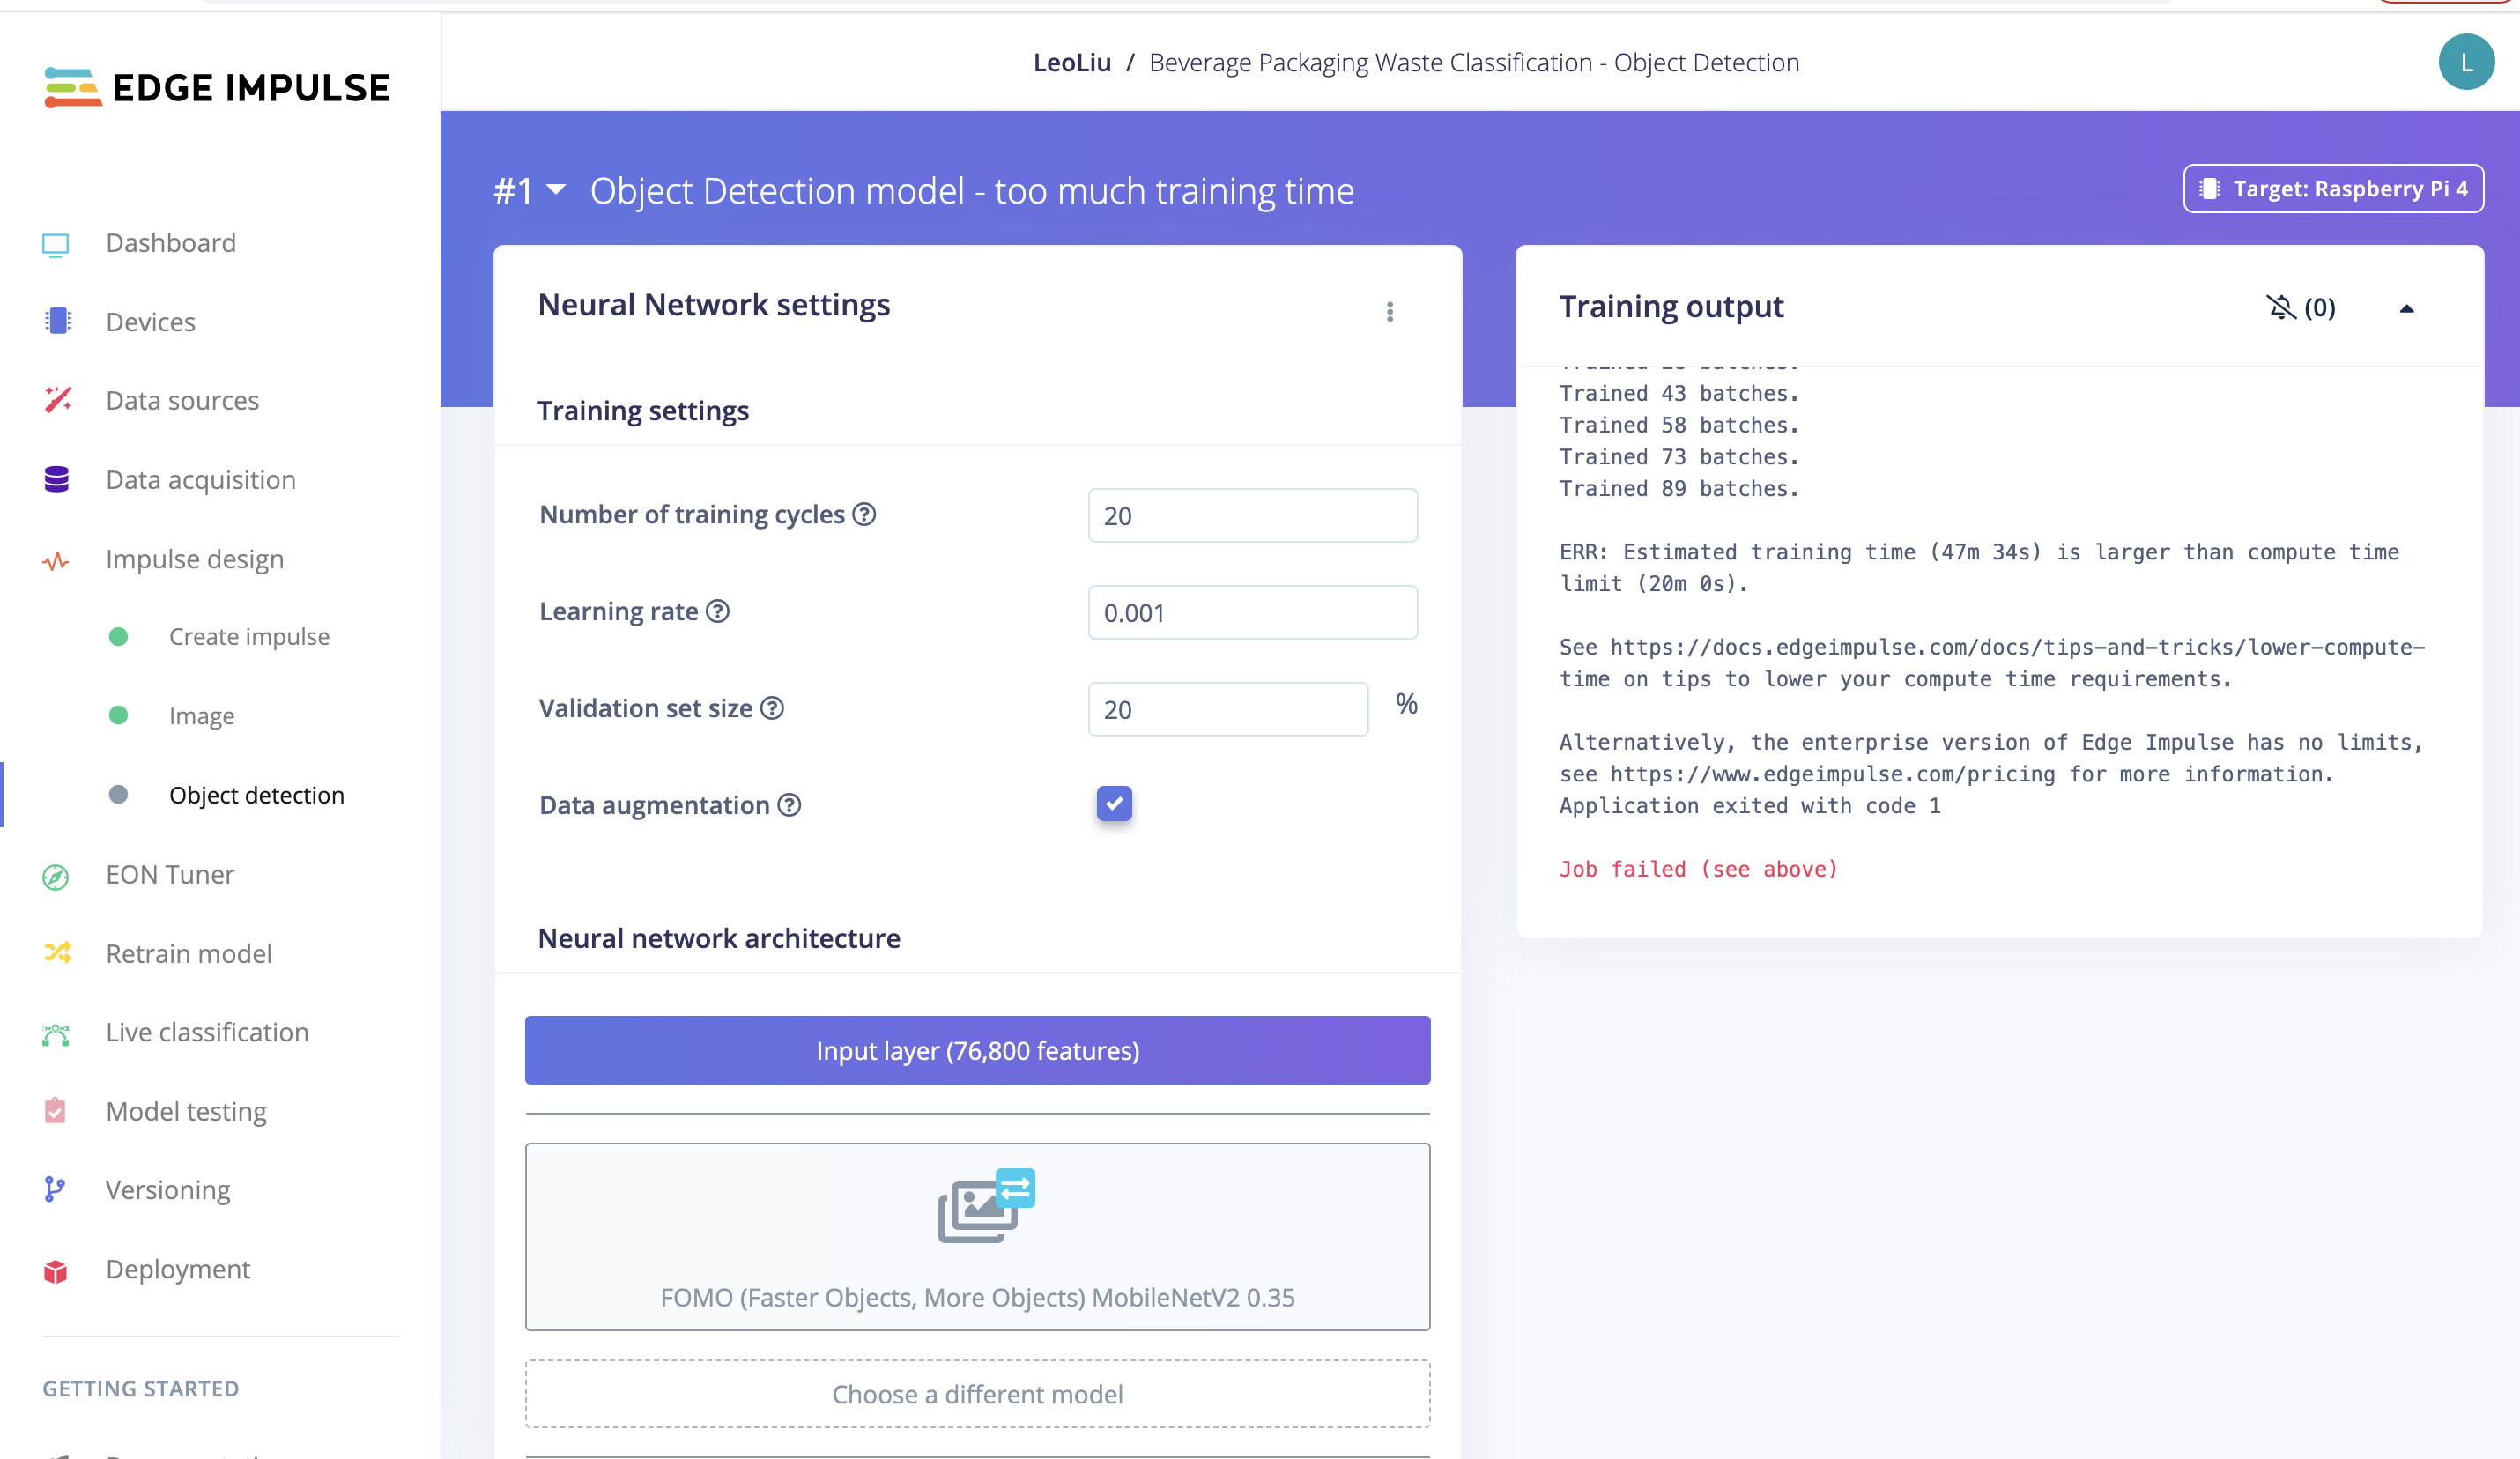 EDGE IMPULSE
LeoLiu / Beverage Packaging Waste Classification - Object Detection
L
#1 Object Detection model - too much training time
Target: Raspberry Pi 4
Dashboard
Devices
Data sources
Data acquisition
Impulse design
Create impulse
Image
Object detection
EON Tuner
Retrain model
Live classification
Model testing
Versioning
Deployment
GETTING STARTED
Neural Network settings
Training settings
Number of training cycles ?
20
Learning rate ?
0.001
Validation set size ?
20
%
Data augmentation ?
Neural network architecture
Input layer (76,800 features)
FOMO (Faster Objects, More Objects) MobileNetV2 0.35
Choose a different model
Training output
(0)
Trained 43 batches.
Trained 58 batches.
Trained 73 batches.
Trained 89 batches.
ERR: Estimated training time (47m 34s) is larger than compute time
limit (20m 0s).
See https://docs.edgeimpulse.com/docs/tips-and-tricks/lower-compute-
time on tips to lower your compute time requirements.
Alternatively, the enterprise version of Edge Impulse has no limits,
see https://www.edgeimpulse.com/pricing for more information.
Application exited with code 1
Job failed (see above)